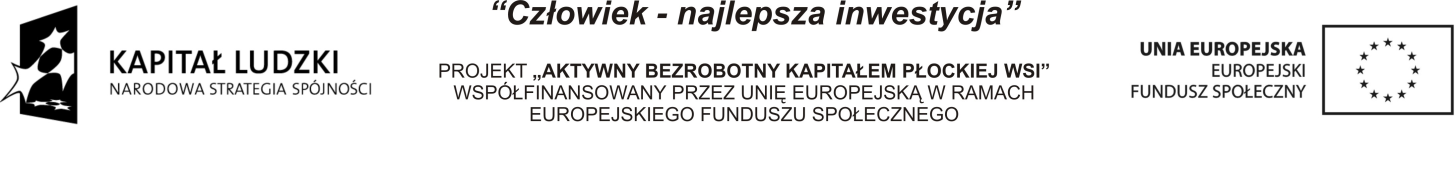 “Człowiek - najlepsza inwestycja”
KAPITAŁ LUDZKI
NARODOWA STRATEGIA SPÓJNOŚCI
PROJEKT „AKTYWNY BEZROBOTNY KAPITAŁEM PŁOCKIEJ WSI”
WSPÓŁFINANSOWANY PRZEZ UNIĘ EUROPEJSKĄ W RAMACH
EUROPEJSKIEGO FUNDUSZU SPOŁECZNEGO
UNIA EUROPEJSKA
EUROPEJSKI
FUNDUSZ SPOŁECZNY